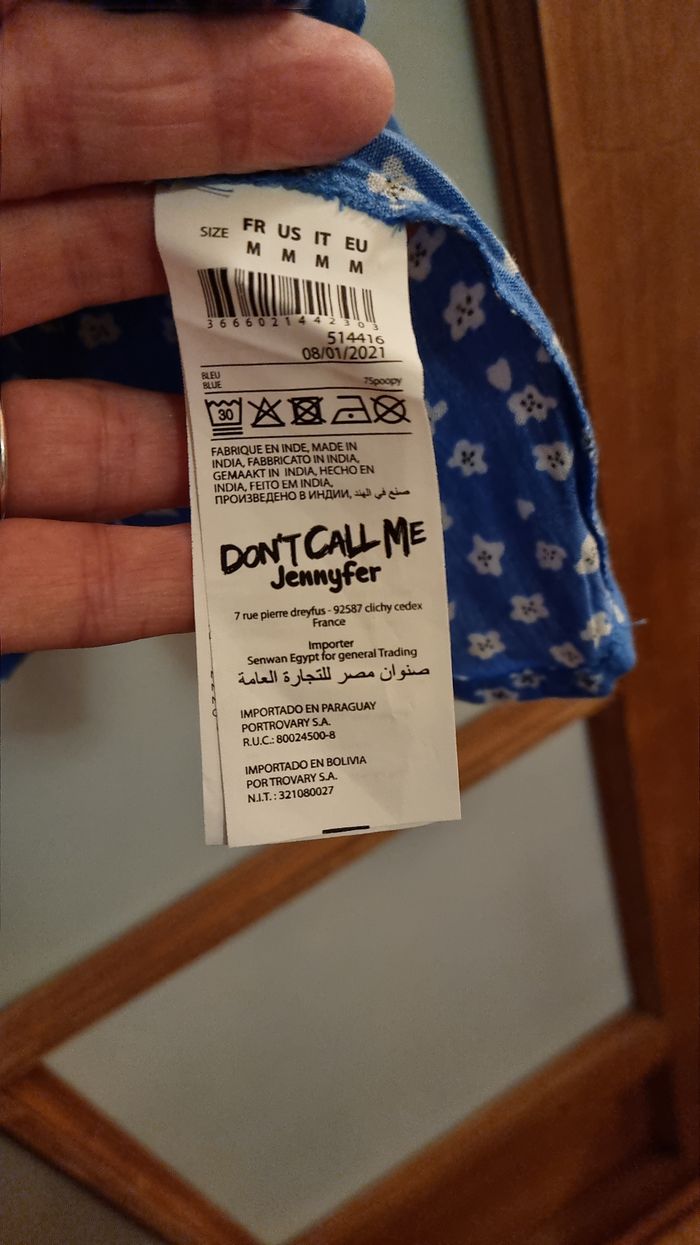 SIZE FR US IT EU
M M M M
3666021442303
514416
08/01/2021
BLEU
BLUE
7Spoopy
30
FABRIQUE EN INDE, MADE IN
INDIA, FABBRICATO IN INDIA,
GEMAAKT IN INDIA, HECHO EN
INDIA, FEITO EM INDIA,
ПРОИЗВЕДЕНО В ИНДИИ, صنع في الهند
DON'T CALL ME
Jennyfer
7 rue pierre dreyfus - 92587 clichy cedex
France
Importer
Senwan Egypt for general Trading
صنوان مصر للتجارة العامة
IMPORTADO EN PARAGUAY
PORTROVARY S.A.
R.U.C.: 80024500-8
IMPORTADO EN BOLIVIA
POR TROVARY S.A.
N.I.T. : 321080027